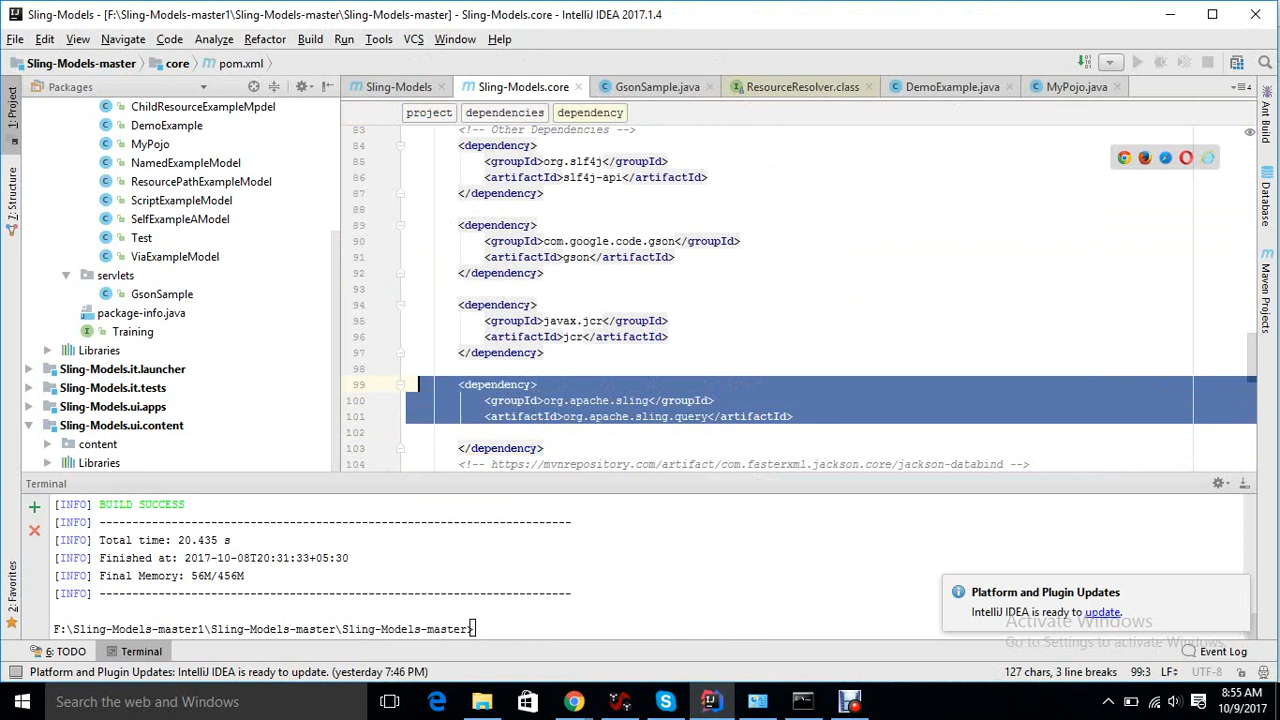 Sling-Models-master - [F:\Sling-Models-master1\Sling-Models-master\Sling-Models-master] - Sling-Models.core - IntelliJ IDEA 2017.1.4
File Edit View Navigate Code Analyze Refactor Build Run Tools VCS Window Help
Sling-Models-master core pom.xml
Packages
Sling-Models Sling-Models.core GsonSample.java ResourceResolver.class DemoExample.java MyPojo.java
project dependencies dependency
1: Project
Z: Structure
2: Favorites
Ant Build
Database
Maven Projects
ChildResourceExampleMpdel
DemoExample
MyPojo
NamedExampleModel
ResourcePathExampleModel
ScriptExampleModel
SelfExampleAModel
Test
ViaExampleModel
servlets
GsonSample
package-info.java
Training
Libraries
Sling-Models.it.launcher
Sling-Models.it.tests
Sling-Models.ui.apps
Sling-Models.ui.content
content
Libraries
83 <!-- Other Dependencies -->
84 <dependency>
85 <groupId>org.slf4j</groupId>
86 <artifactId>slf4j-api</artifactId>
87 </dependency>
88
89 <dependency>
90 <groupId>com.google.code.gson</groupId>
91 <artifactId>gson</artifactId>
92 </dependency>
93
94 <dependency>
95 <groupId>javax.jcr</groupId>
96 <artifactId>jcr</artifactId>
97 </dependency>
98
99 <dependency>
100 <groupId>org.apache.sling</groupId>
101 <artifactId>org.apache.sling.query</artifactId>
102
103 </dependency>
104 <!-- https://mvnrepository.com/artifact/com.fasterxml.jackson.core/jackson-databind -->
Terminal
[INFO] BUILD SUCCESS
[INFO] ------------------------------------------------------------------------
[INFO] Total time: 20.435 s
[INFO] Finished at: 2017-10-08T20:31:33+05:30
[INFO] Final Memory: 56M/456M
[INFO] ------------------------------------------------------------------------
F:\Sling-Models-master1\Sling-Models-master\Sling-Models-master>
Platform and Plugin Updates
IntelliJ IDEA is ready to update.
Activate Windows
Go to Settings to activate Windows.
6: TODO Terminal Event Log
Platform and Plugin Updates: IntelliJ IDEA is ready to update. (yesterday 7:46 PM) 127 chars, 3 line breaks 99:3 LF÷ UTF-8÷
Search the web and Windows
8:55 AM
10/9/2017